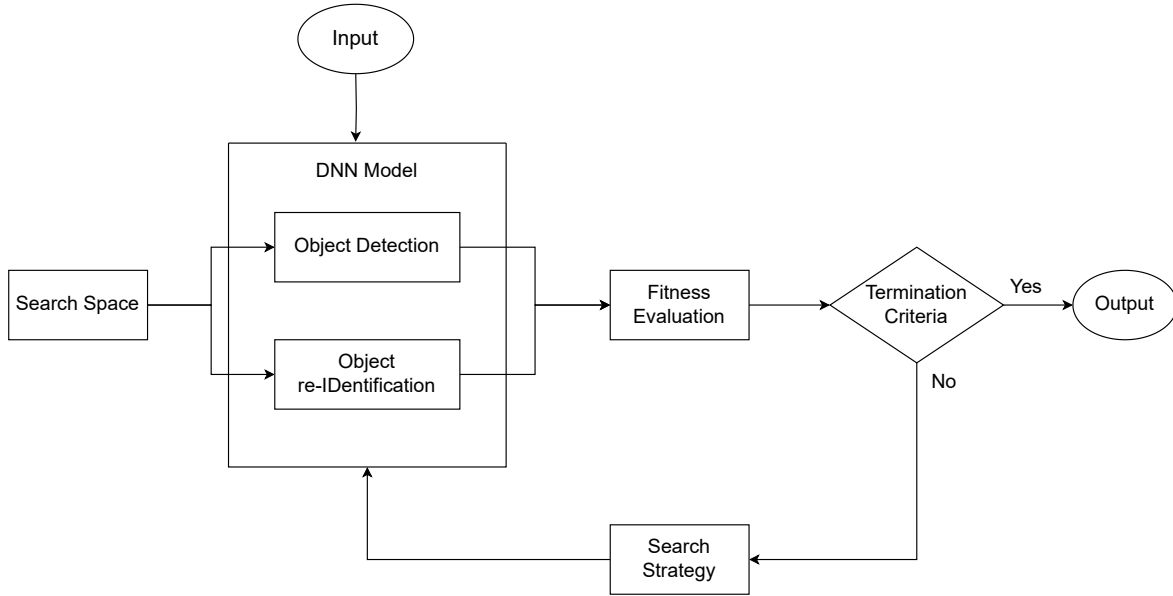 Input
DNN Model
Object Detection
Search Space
Object
re-IDentification
Fitness
Evaluation
Termination
Criteria
Yes
Output
No
Search
Strategy